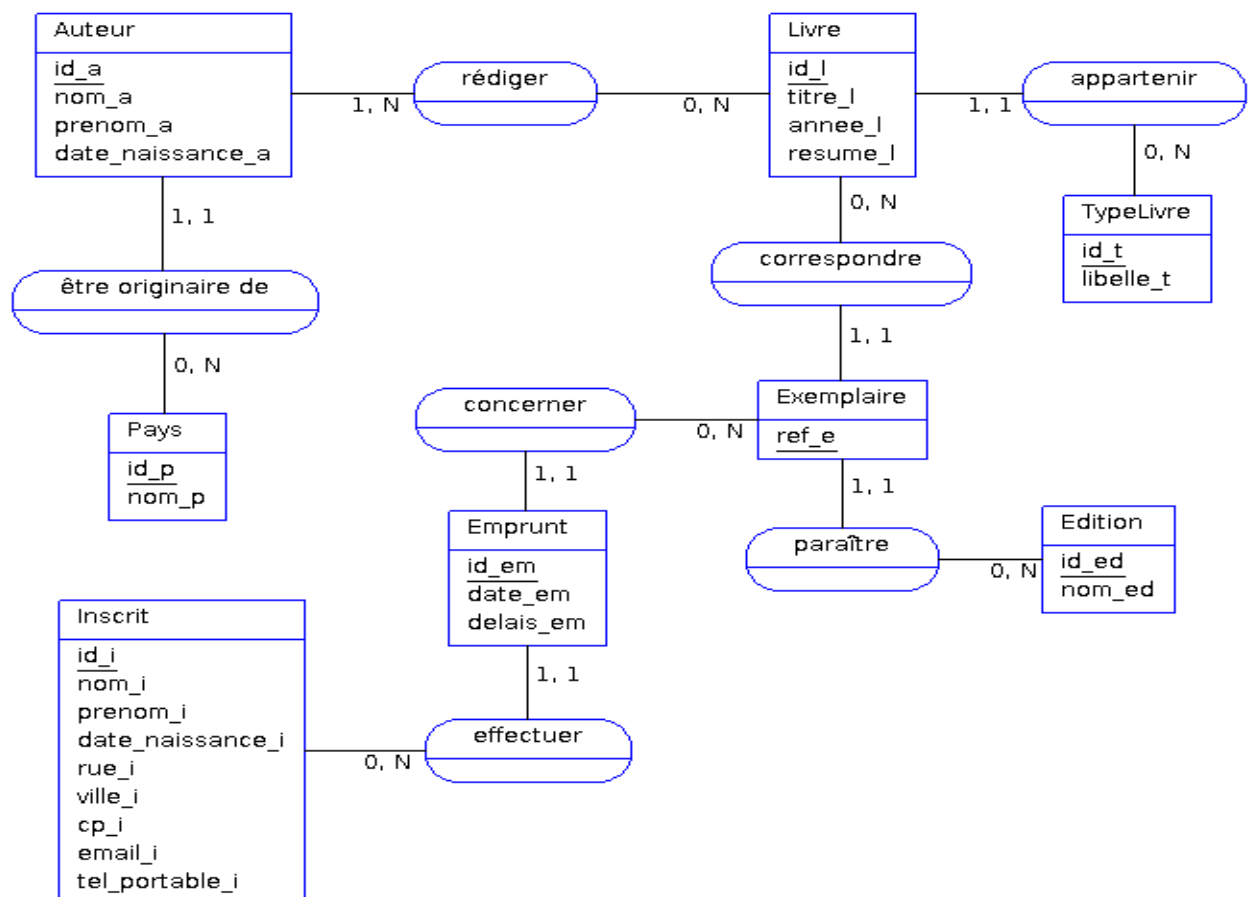 Auteur
id_a
nom_a
prenom_a
date_naissance_a
1, N
rédiger
0, N
Livre
id_l
titre_l
annee_l
resume_l
1, 1
appartenir
0, N
TypeLivre
id_t
libelle_t
1, 1
être originaire de
0, N
Pays
id_p
nom_p
0, N
correspondre
1, 1
Exemplaire
ref_e
0, N
concerner
1, 1
Emprunt
id_em
date_em
delais_em
1, 1
paraître
0, N
Edition
id_ed
nom_ed
1, 1
effectuer
0, N
Inscrit
id_i
nom_i
prenom_i
date_naissance_i
rue_i
ville_i
cp_i
email_i
tel_portable_i